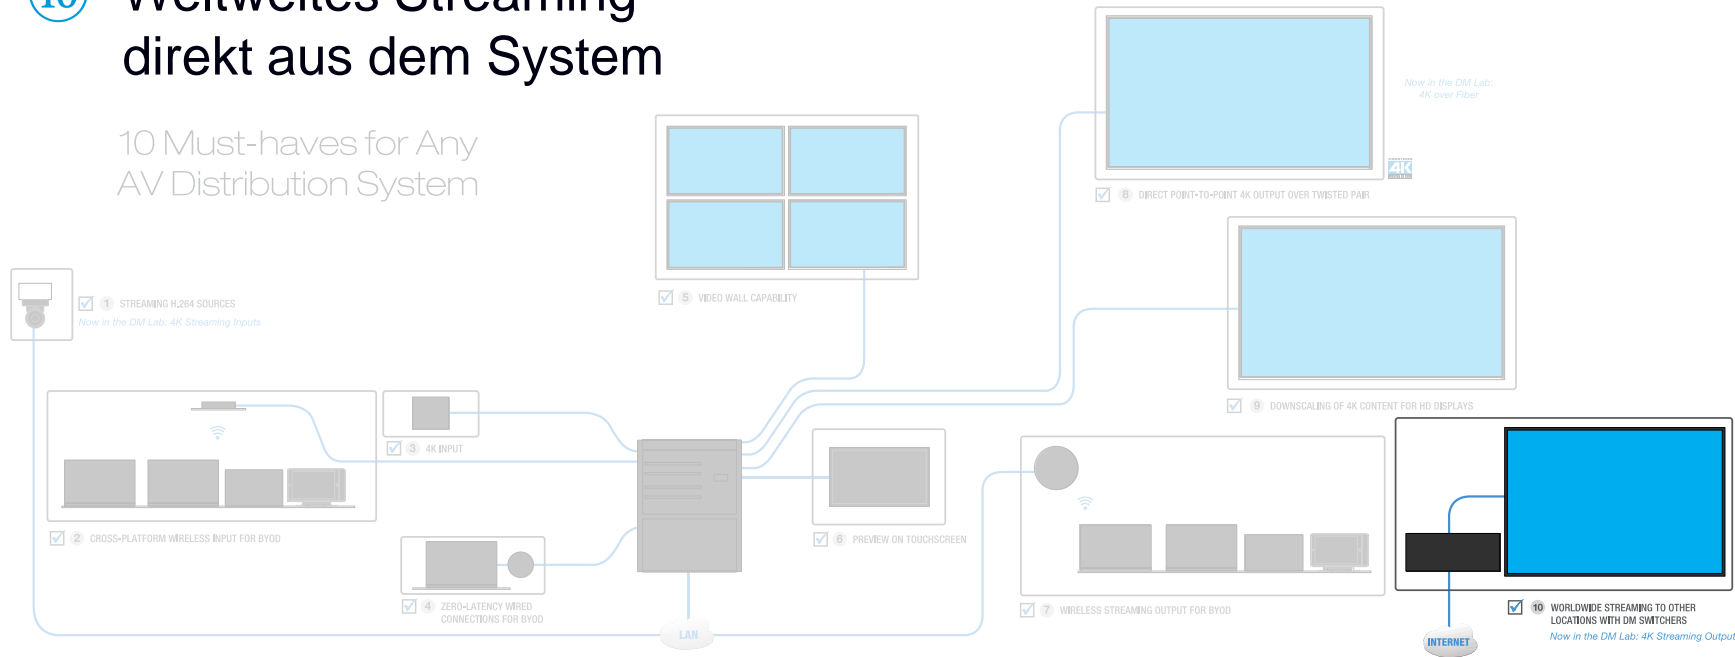 10 Weltweites Streaming
direkt aus dem System
10 Must-haves for Any
AV Distribution System
Now in the DM Lab:
4K over Fiber
4K
8 DIRECT POINT-TO-POINT 4K OUTPUT OVER TWISTED PAIR
1 STREAMING H.264 SOURCES
Now in the DM Lab: 4K Streaming Inputs
5 VIDEO WALL CAPABILITY
9 DOWNSCALING OF 4K CONTENT FOR HD DISPLAYS
3 4K INPUT
2 CROSS-PLATFORM WIRELESS INPUT FOR BYOD
6 PREVIEW ON TOUCHSCREEN
4 ZERO-LATENCY WIRED
CONNECTIONS FOR BYOD
7 WIRELESS STREAMING OUTPUT FOR BYOD
10 WORLDWIDE STREAMING TO OTHER
LOCATIONS WITH DM SWITCHERS
Now in the DM Lab: 4K Streaming Output
LAN
INTERNET